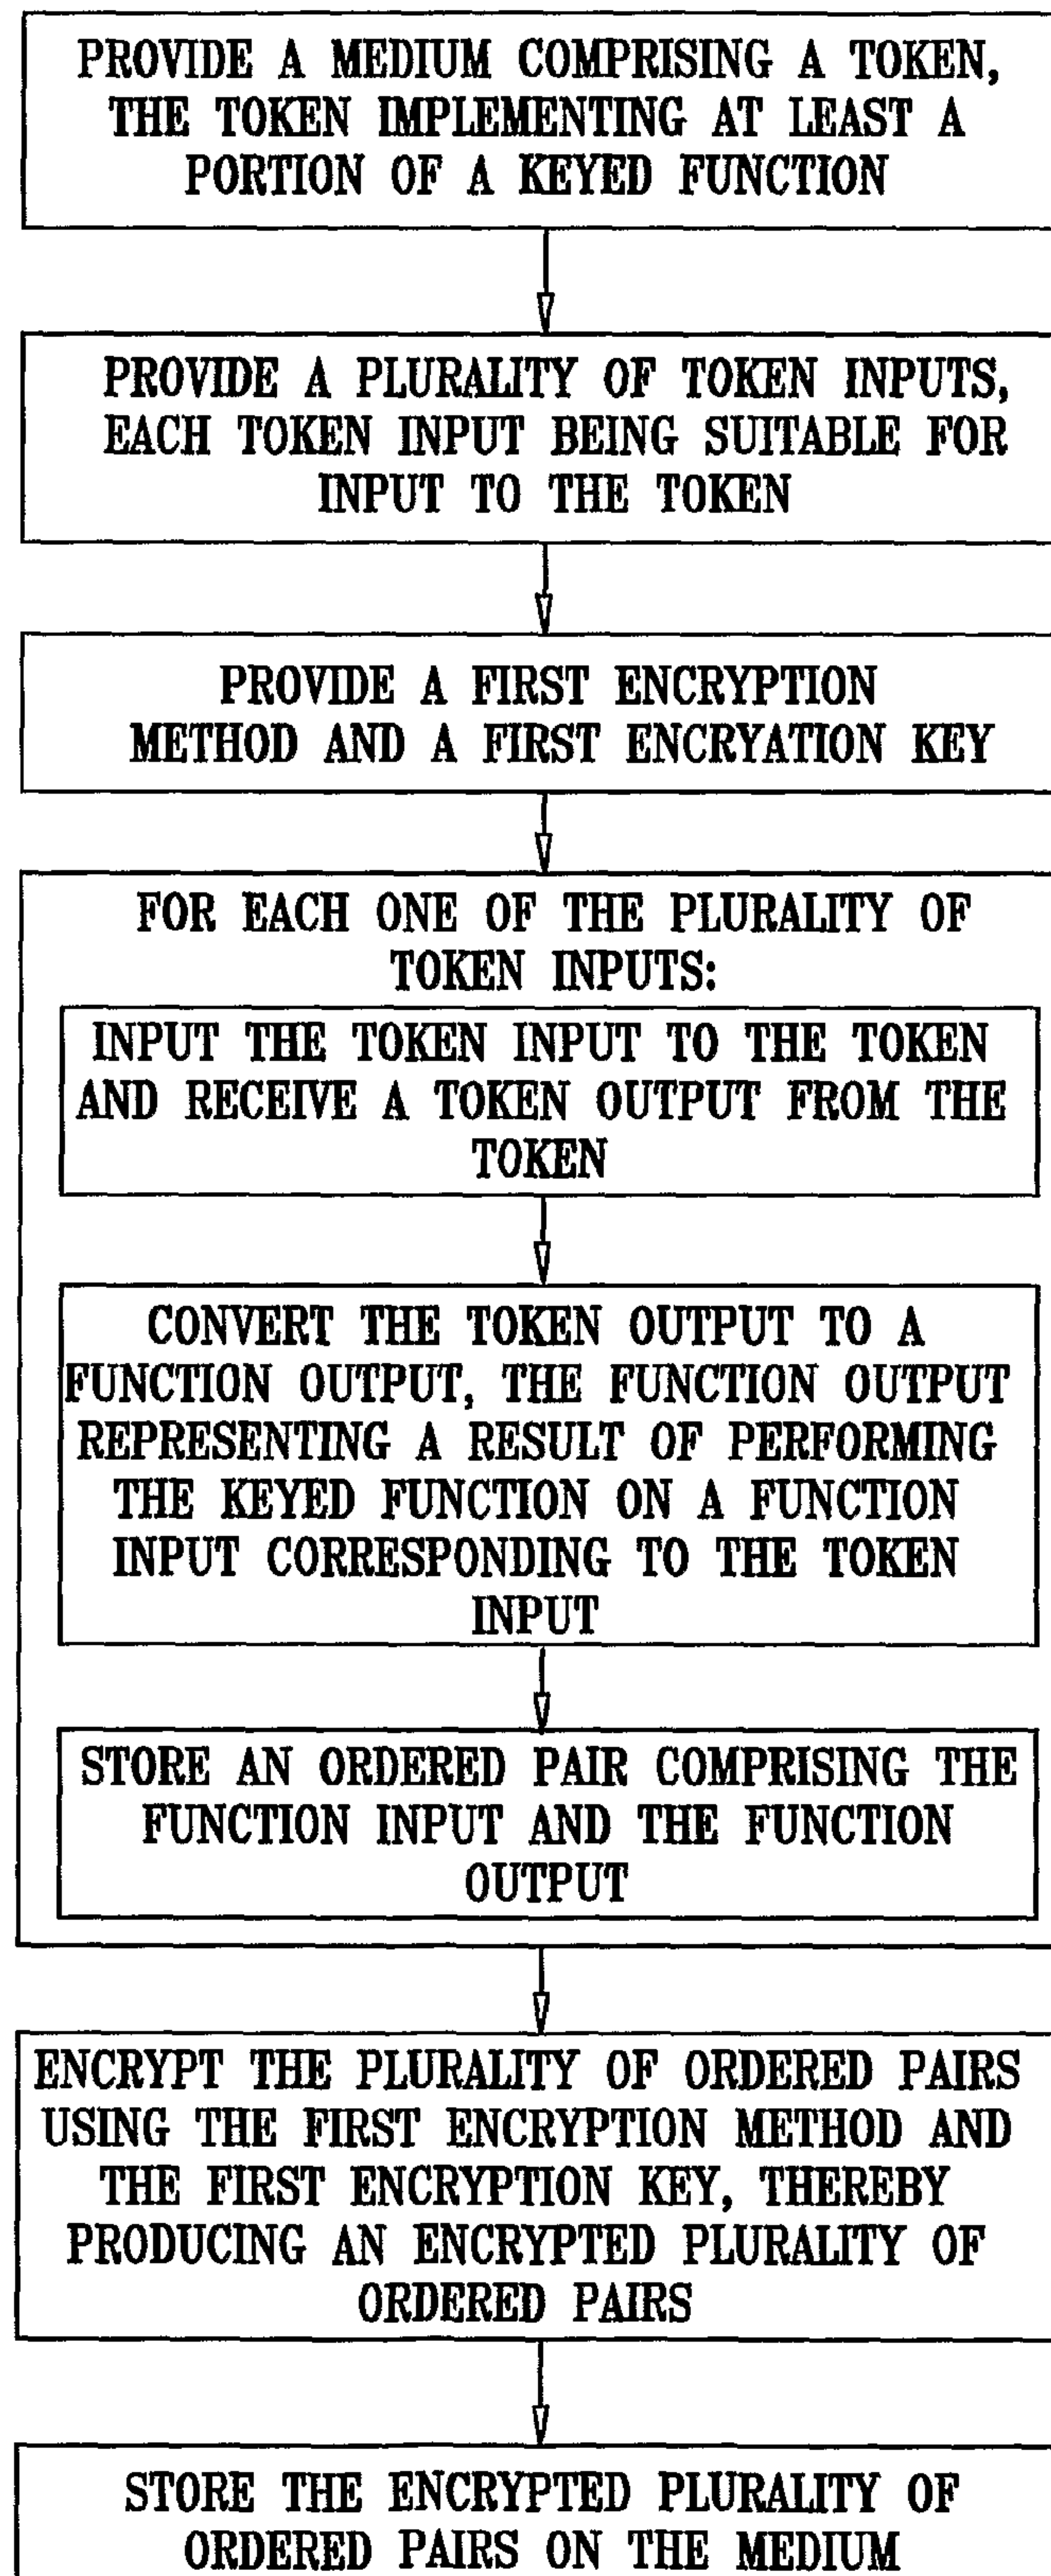 PROVIDE A MEDIUM COMPRISING A TOKEN,
THE TOKEN IMPLEMENTING AT LEAST A
PORTION OF A KEYED FUNCTION
PROVIDE A PLURALITY OF TOKEN INPUTS,
EACH TOKEN INPUT BEING SUITABLE FOR
INPUT TO THE TOKEN
PROVIDE A FIRST ENCRYPTION
METHOD AND A FIRST ENCRYATION KEY
FOR EACH ONE OF THE PLURALITY OF
TOKEN INPUTS:
INPUT THE TOKEN INPUT TO THE TOKEN
AND RECEIVE A TOKEN OUTPUT FROM THE
TOKEN
CONVERT THE TOKEN OUTPUT TO A
FUNCTION OUTPUT, THE FUNCTION OUTPUT
REPRESENTING A RESULT OF PERFORMING
THE KEYED FUNCTION ON A FUNCTION
INPUT CORRESPONDING TO THE TOKEN
INPUT
STORE AN ORDERED PAIR COMPRISING THE
FUNCTION INPUT AND THE FUNCTION
OUTPUT
ENCRYPT THE PLURALITY OF ORDERED PAIRS
USING THE FIRST ENCRYPTION METHOD AND
THE FIRST ENCRYPTION KEY, THEREBY
PRODUCING AN ENCRYPTED PLURALITY OF
ORDERED PAIRS
STORE THE ENCRYPTED PLURALITY OF
ORDERED PAIRS ON THE MEDIUM